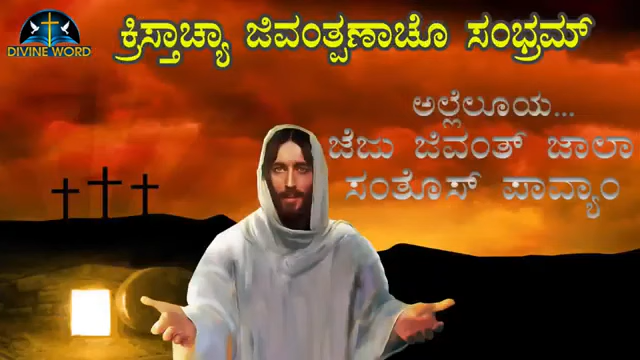 ಕ್ರಿಸ್ತಾಚ್ಯಾ ಜಿವಂತ್ಪಣಾಚೊ ಸಂಭ್ರಮ್
DIVINE WORD
ಅಲ್ಲೆಲೂಯ...
ಜೆಜು ಜಿವಂತ್ ಜಾಲಾ
ಸಂತೊಸ್ ಪಾವ್ಯಾಂ